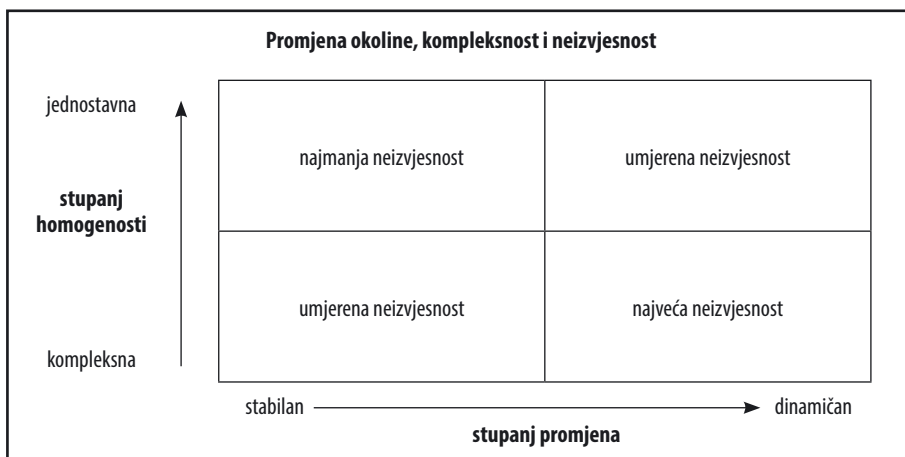 Promjena okoline, kompleksnost i neizvjesnost
jednostavna
najmanja neizvjesnost
umjerena neizvjesnost
stupanj
homogenosti
umjerena neizvjesnost
najveća neizvjesnost
kompleksna
stabilan
dinamičan
stupanj promjena